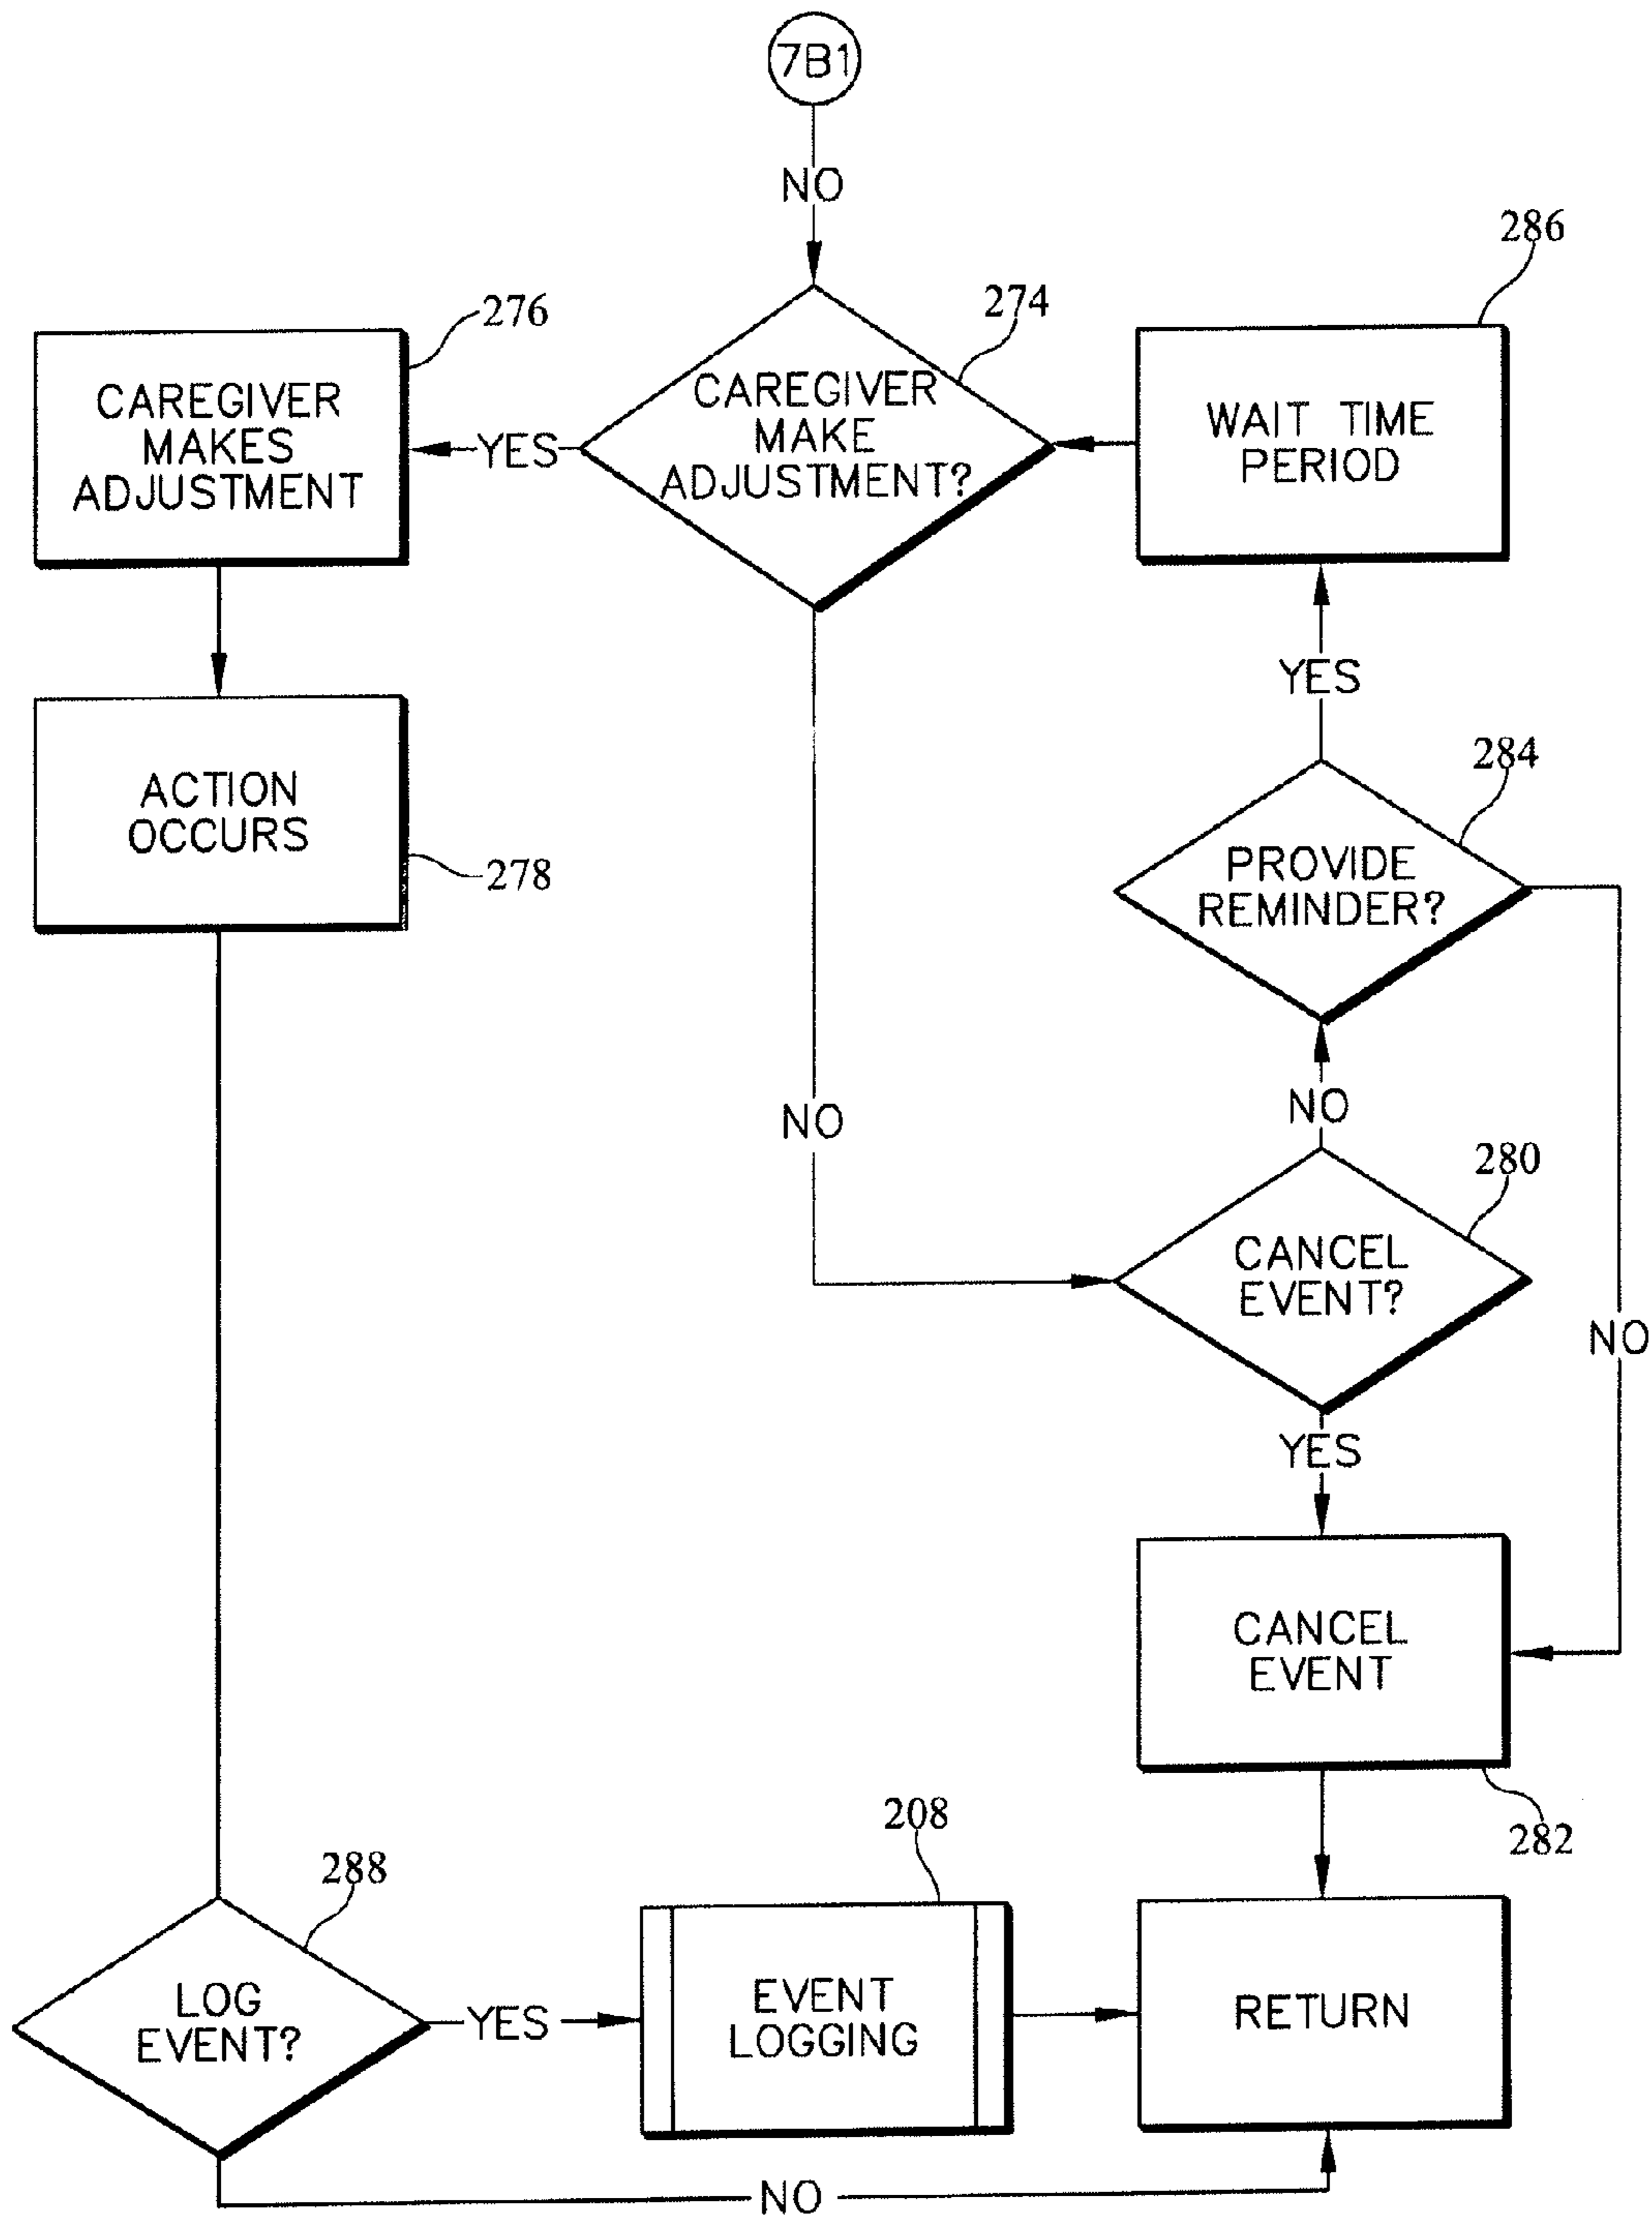 7B1
NO
286
274
276
CAREGIVER
MAKES
ADJUSTMENT
YES
CAREGIVER
MAKE
ADJUSTMENT?
WAIT TIME
PERIOD
YES
284
ACTION
OCCURS
278
PROVIDE
REMINDER?
NO
NO
280
CANCEL
EVENT?
NO
YES
CANCEL
EVENT
282
208
288
LOG
EVENT?
YES
EVENT
LOGGING
RETURN
NO